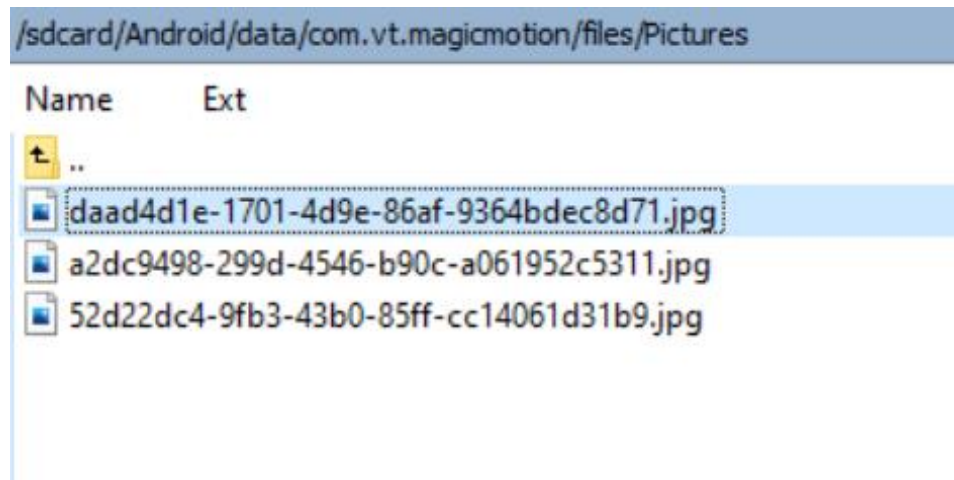 /sdcard/Android/data/com.vt.magicmotion/files/Pictures
Name Ext
..
daad4d1e-1701-4d9e-86af-9364bdec8d71.jpg
a2dc9498-299d-4546-b90c-a061952c5311.jpg
52d22dc4-9fb3-43b0-85ff-cc14061d31b9.jpg